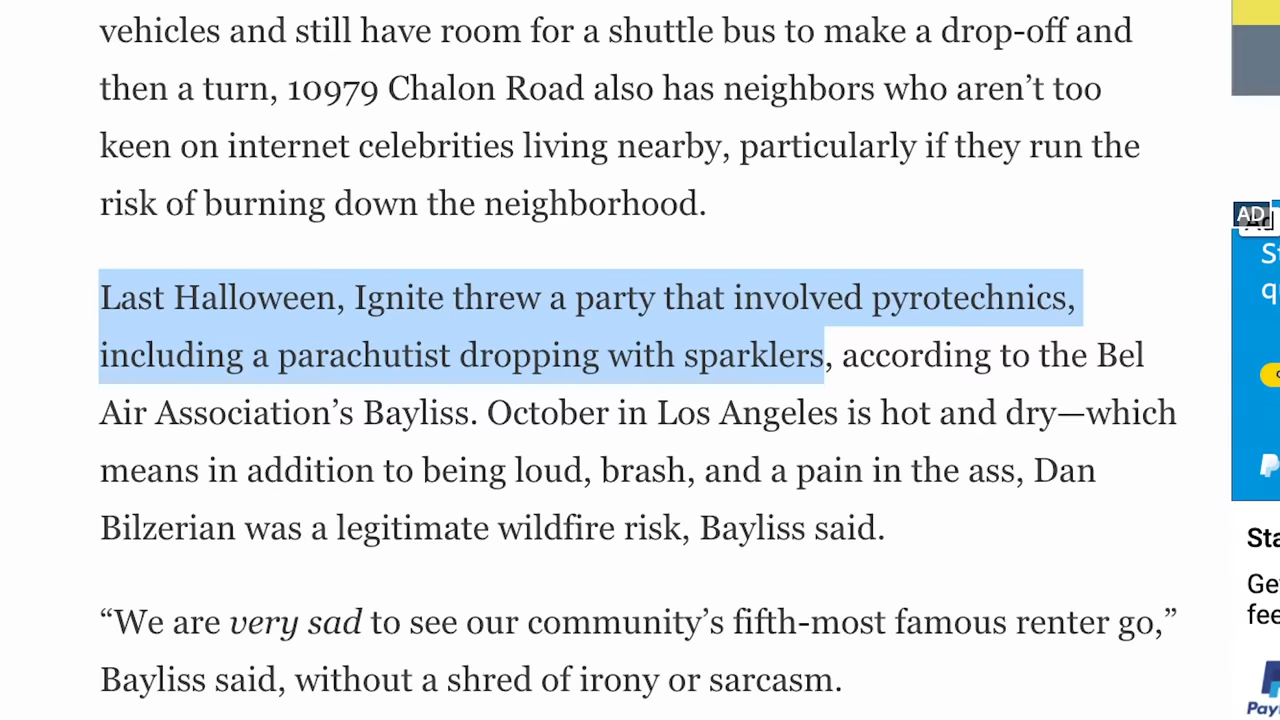 vehicles and still have room for a shuttle bus to make a drop-off and
then a turn, 10979 Chalon Road also has neighbors who aren’t too
keen on internet celebrities living nearby, particularly if they run the
risk of burning down the neighborhood.
Last Halloween, Ignite threw a party that involved pyrotechnics,
including a parachutist dropping with sparklers, according to the Bel
Air Association’s Bayliss. October in Los Angeles is hot and dry—which
means in addition to being loud, brash, and a pain in the ass, Dan
Bilzerian was a legitimate wildfire risk, Bayliss said.
“We are very sad to see our community’s fifth-most famous renter go,”
Bayliss said, without a shred of irony or sarcasm.
AD